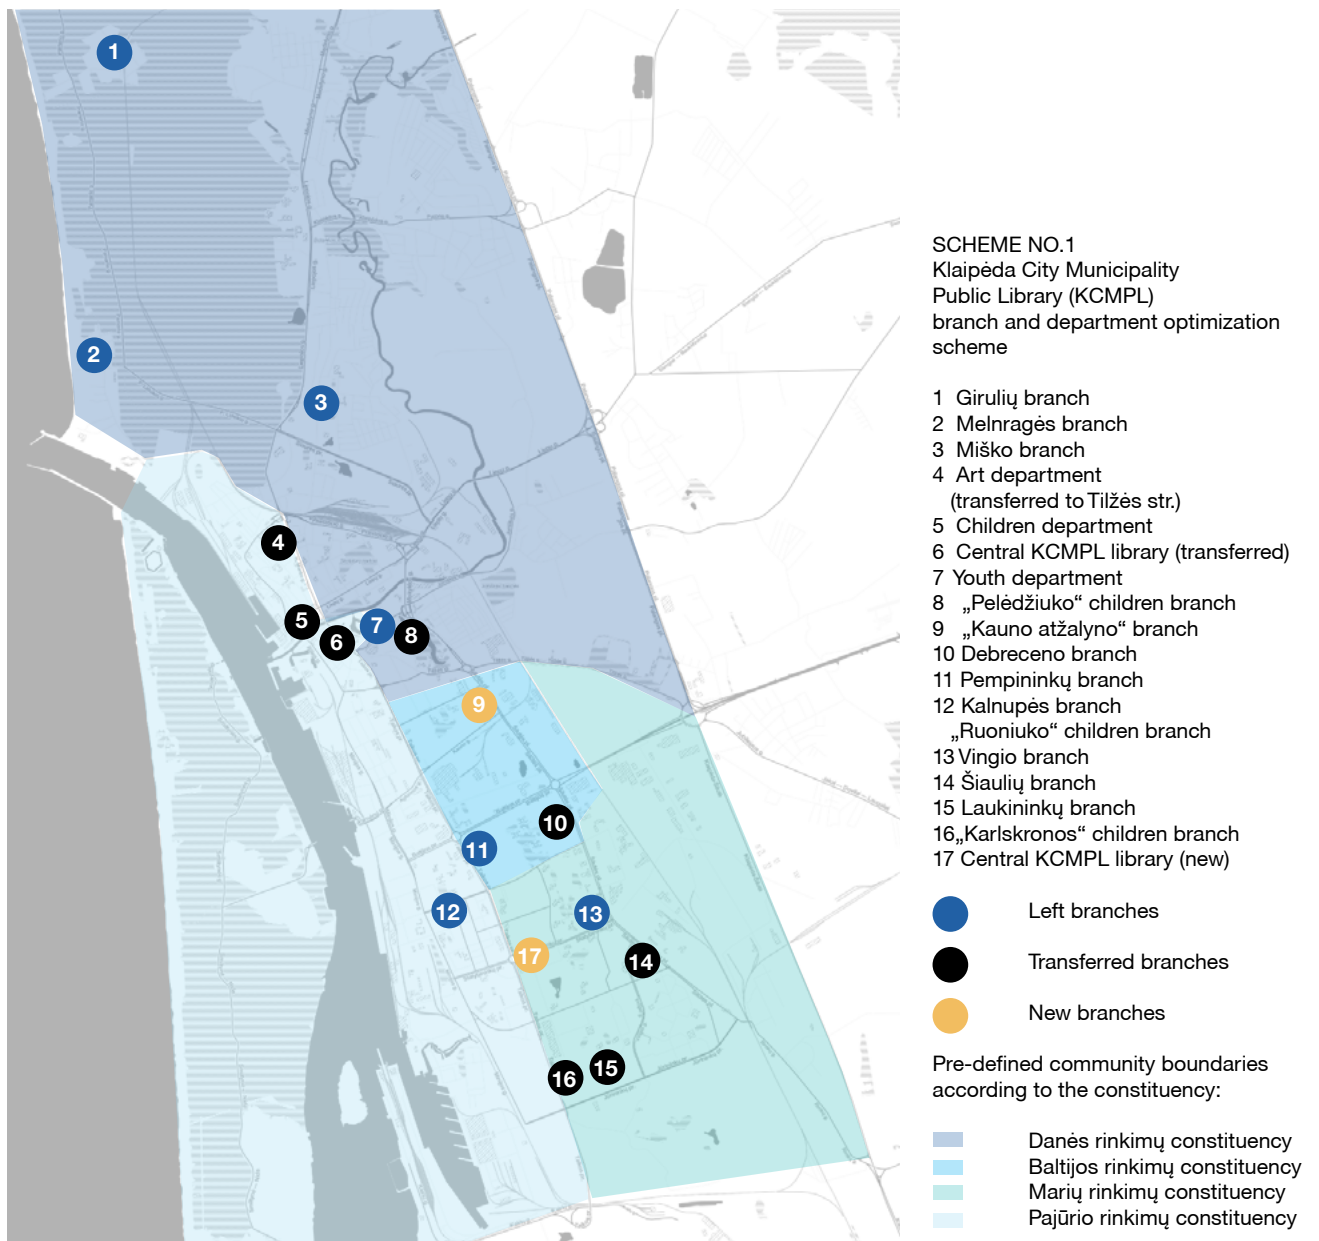 1
2
3
4
5
6
7
8
9
10
11
12
13
14
15
16
17
SCHEME NO.1
Klaipėda City Municipality
Public Library (KCMPL)
branch and department optimization
scheme
1 Girulių branch
2 Melnragės branch
3 Miško branch
4 Art department
(transferred to Tilžės str.)
5 Children department
6 Central KCMPL library (transferred)
7 Youth department
8 „Pelėdžiuko“ children branch
9 „Kauno atžalyno“ branch
10 Debreceno branch
11 Pempininkų branch
12 Kalnupės branch
„Ruoniuko“ children branch
13 Vingio branch
14 Šiaulių branch
15 Laukininkų branch
16„Karlskronos“ children branch
17 Central KCMPL library (new)
Left branches
Transferred branches
New branches
Pre-defined community boundaries
according to the constituency:
Danės rinkimų constituency
Baltijos rinkimų constituency
Marių rinkimų constituency
Pajūrio rinkimų constituency